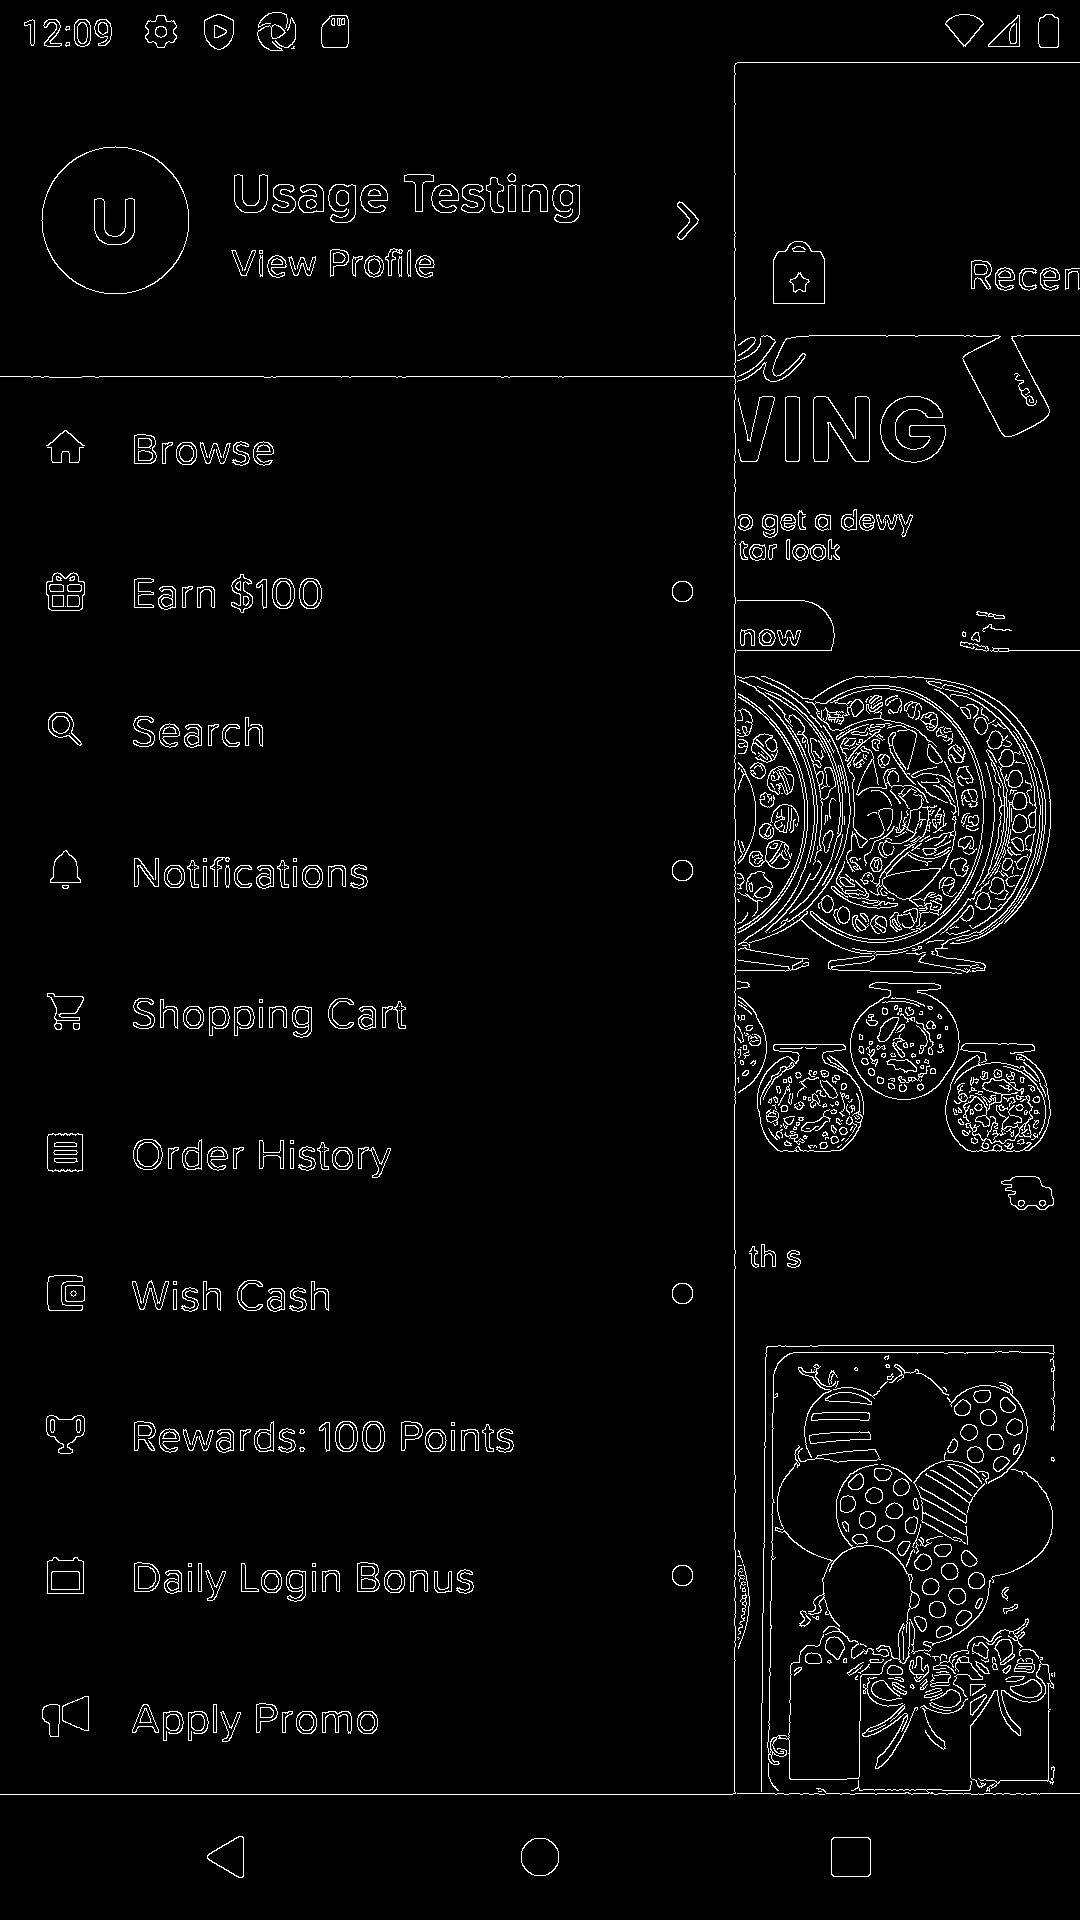 12:09
U
Usage Testing
View Profile
Recen
WING
o get a dewy
tar look
now
Browse
Earn $100
Search
Notifications
Shopping Cart
Order History
th s
Wish Cash
Rewards: 100 Points
Daily Login Bonus
Apply Promo